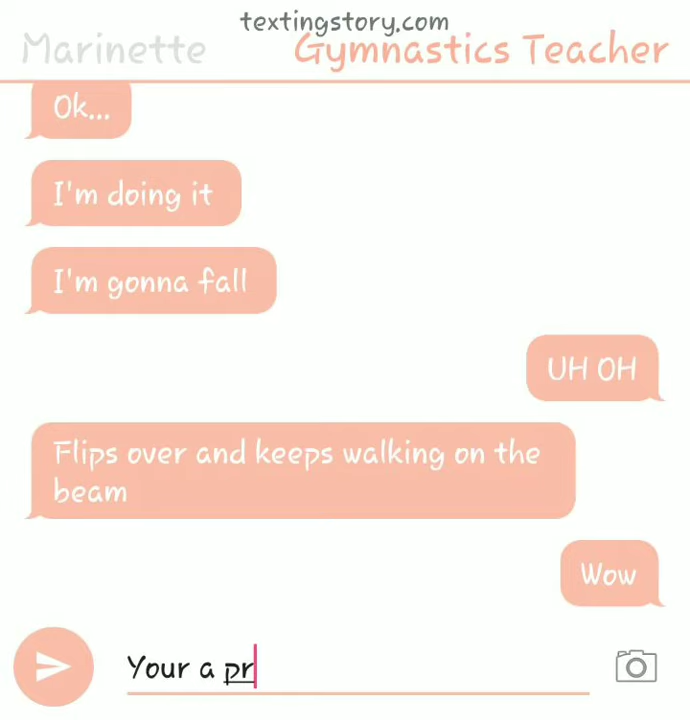 textingstory.com
Marinette
Gymnastics Teacher
Ok...
I'm doing it
I'm gonna fall
UH OH
Flips over and keeps walking on the
beam
Wow
Your a pr